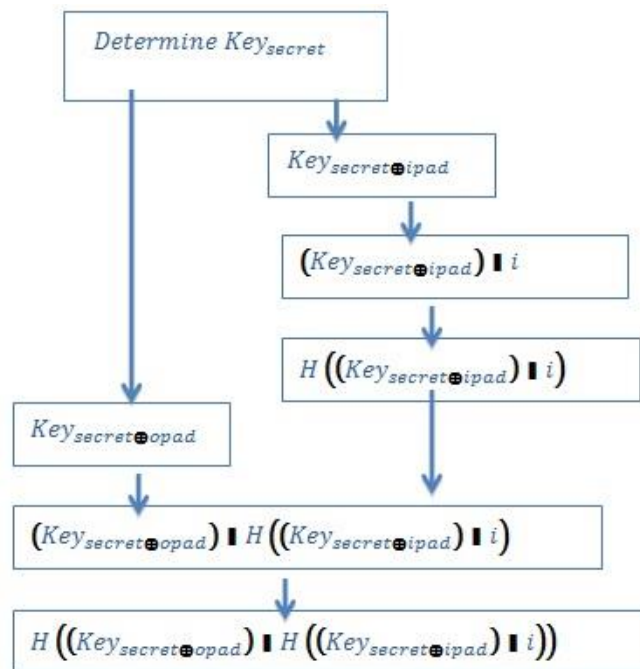 Determine Key_secret
Key_secret⊕ipad
(Key_secret⊕ipad) ∎ i
H ((Key_secret⊕ipad) ∎ i)
Key_secret⊕opad
(Key_secret⊕opad) ∎ H ((Key_secret⊕ipad) ∎ i)
H ((Key_secret⊕opad) ∎ H ((Key_secret⊕ipad) ∎ i))